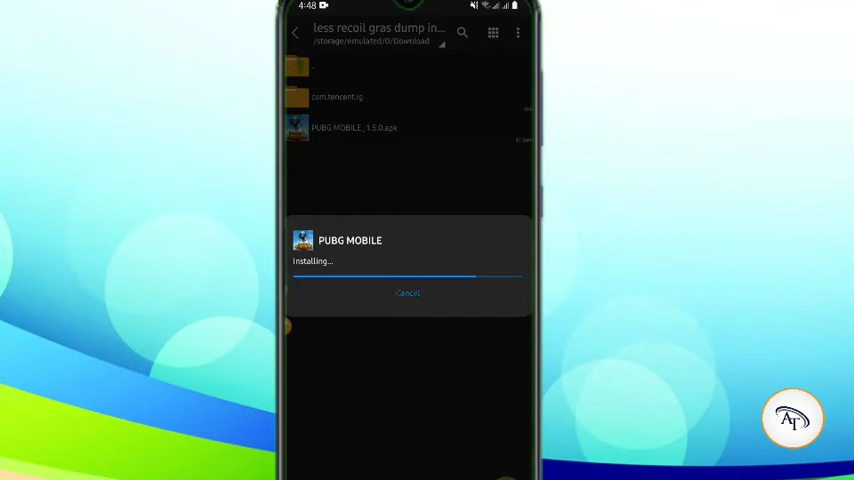 4:48
less recoil gras dump in...
/storage/emulated/0/Download
..
com.tencent.ig
PUBG MOBILE_1.5.0.apk
PUBG MOBILE
Installing...
Cancel
AT